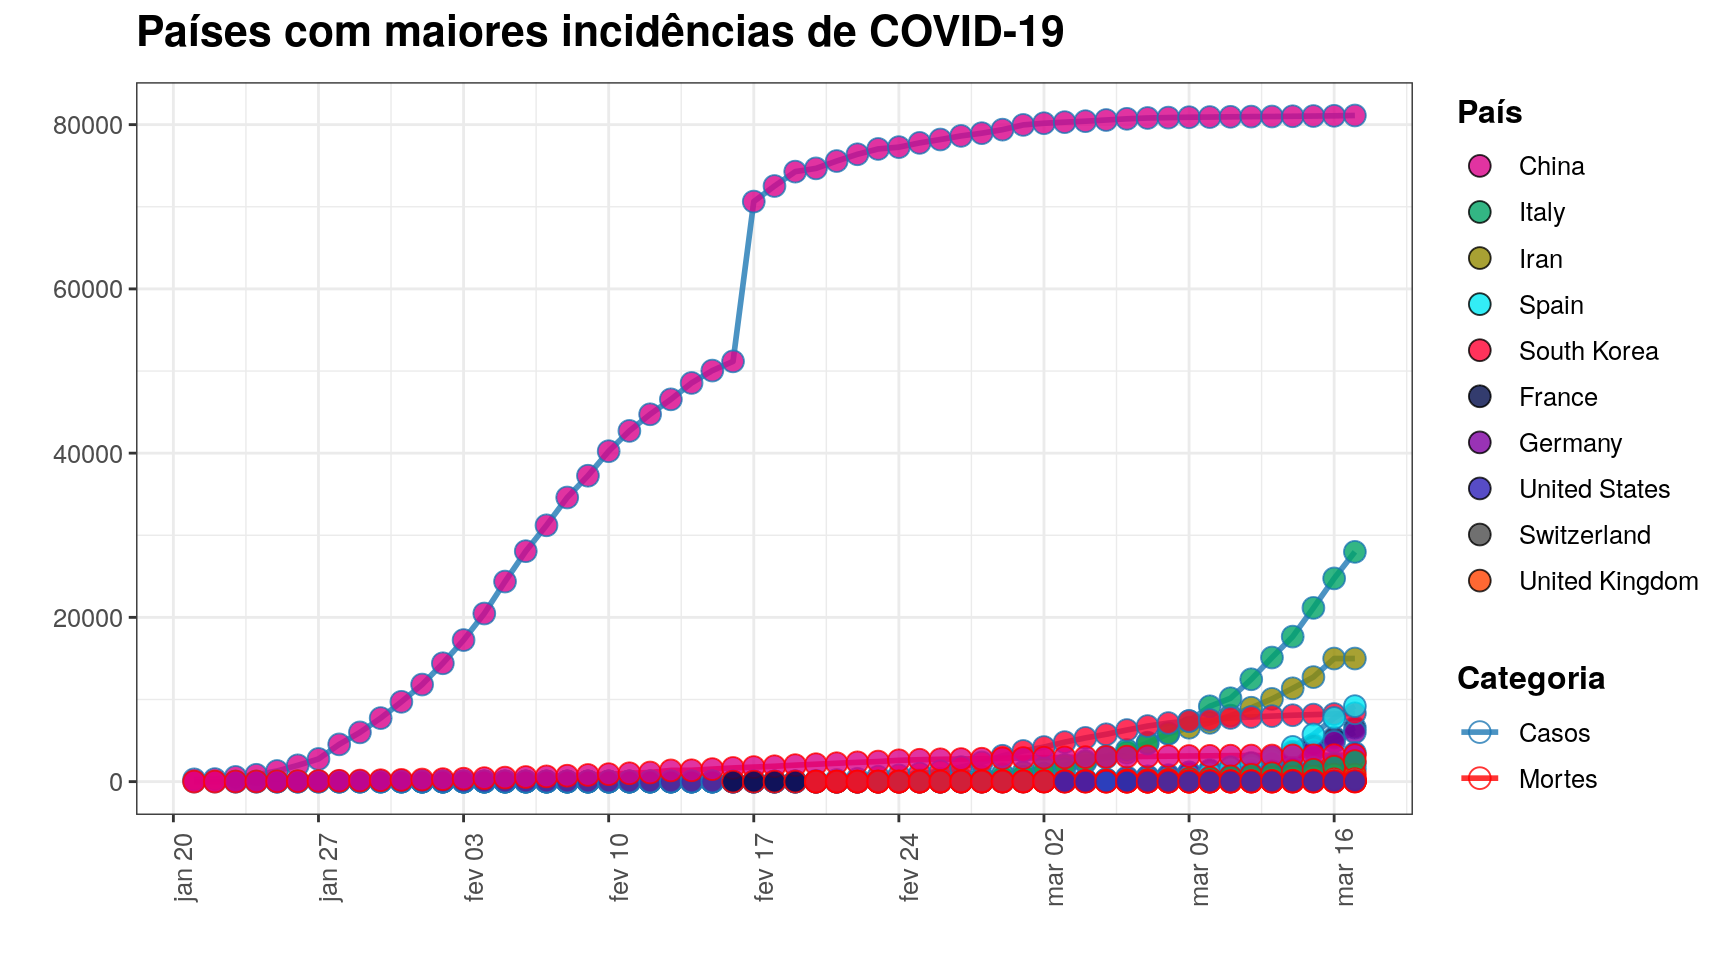 Países com maiores incidências de COVID-19
80000
60000
40000
20000
0
jan 20
jan 27
fev 03
fev 10
fev 17
fev 24
mar 02
mar 09
mar 16
País
China
Italy
Iran
Spain
South Korea
France
Germany
United States
Switzerland
United Kingdom
Categoria
Casos
Mortes